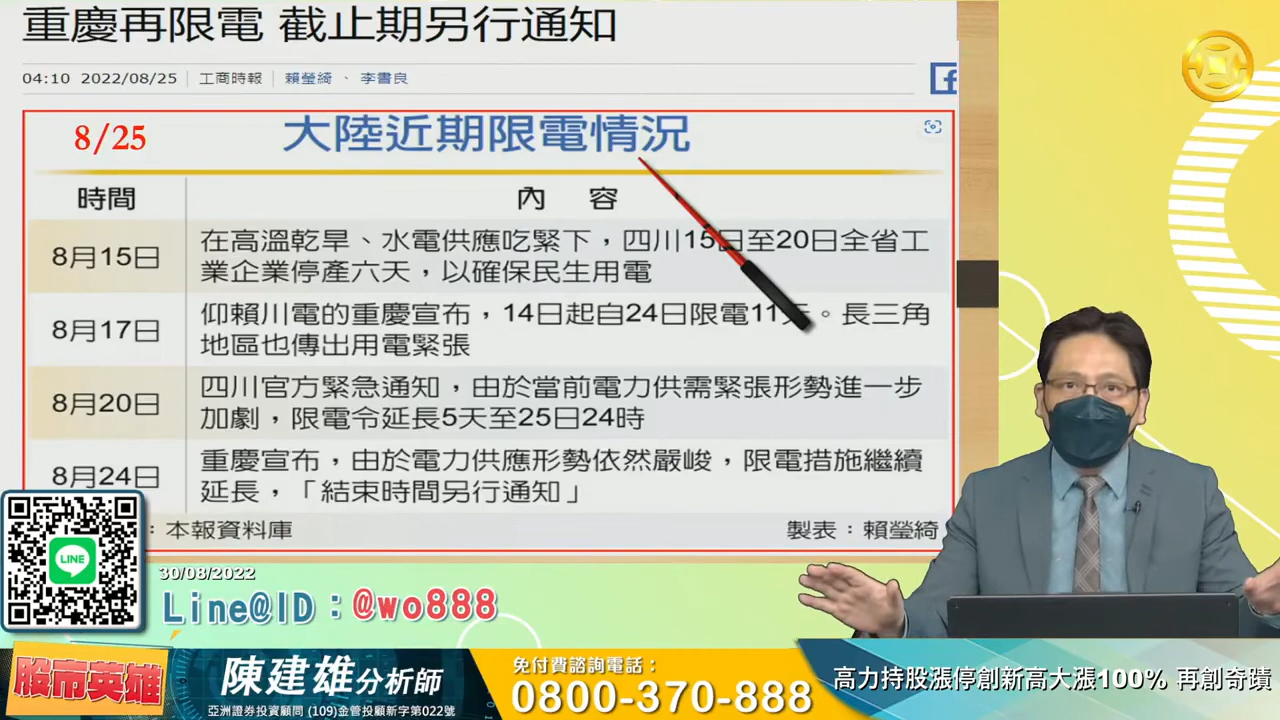 重慶再限電 截止期另行通知
04:10 2022/08/25 | 工商時報 | 賴瑩綺 、 李書良
8/25
大陸近期限電情況
時間
內 容
8月15日
在高溫乾旱、水電供應吃緊下，四川15日至20日全省工
業企業停產六天，以確保民生用電
8月17日
仰賴川電的重慶宣布，14日起自24日限電11天。長三角
地區也傳出用電緊張
8月20日
四川官方緊急通知，由於當前電力供需緊張形勢進一步
加劇，限電令延長5天至25日24時
8月24日
重慶宣布，由於電力供應形勢依然嚴峻，限電措施繼續
延長，「結束時間另行通知」
：本報資料庫
製表：賴瑩綺
LINE
30/08/2022
Line@ID：@wo888
股市英雄
陳建雄分析師
亞洲證券投資顧問 (109)金管投顧新字第022號
免付費諮詢電話：
0800-370-888
高力持股漲停創新高大漲100% 再創奇蹟